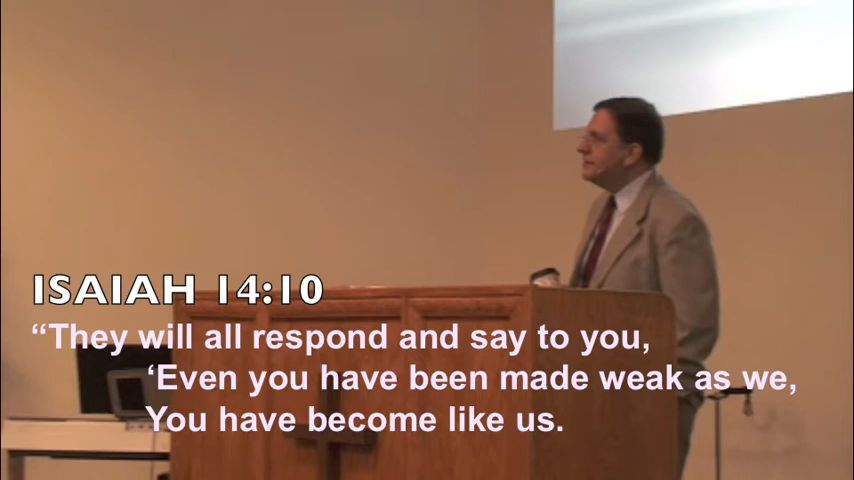 ISAIAH 14:10
“They will all respond and say to you,
‘Even you have been made weak as we,
You have become like us.